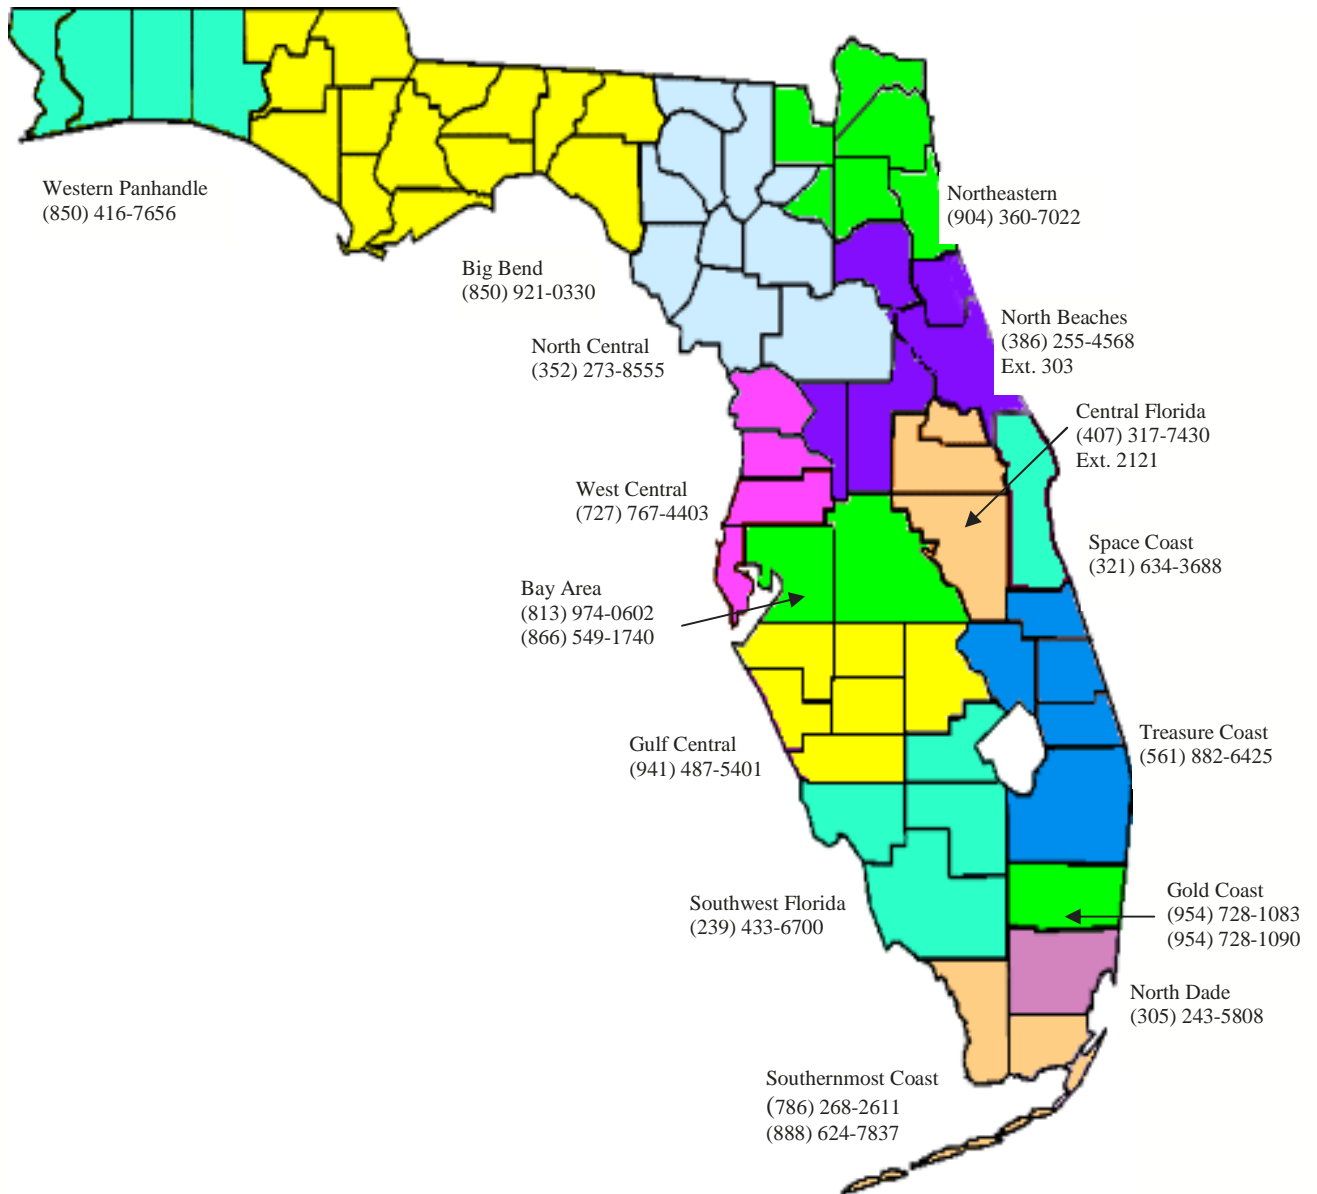 Western Panhandle
(850) 416-7656
Northeastern
(904) 360-7022
Big Bend
(850) 921-0330
North Beaches
(386) 255-4568
Ext. 303
North Central
(352) 273-8555
Central Florida
(407) 317-7430
Ext. 2121
West Central
(727) 767-4403
Space Coast
(321) 634-3688
Bay Area
(813) 974-0602
(866) 549-1740
Gulf Central
(941) 487-5401
Treasure Coast
(561) 882-6425
Southwest Florida
(239) 433-6700
Gold Coast
(954) 728-1083
(954) 728-1090
North Dade
(305) 243-5808
Southernmost Coast
(786) 268-2611
(888) 624-7837